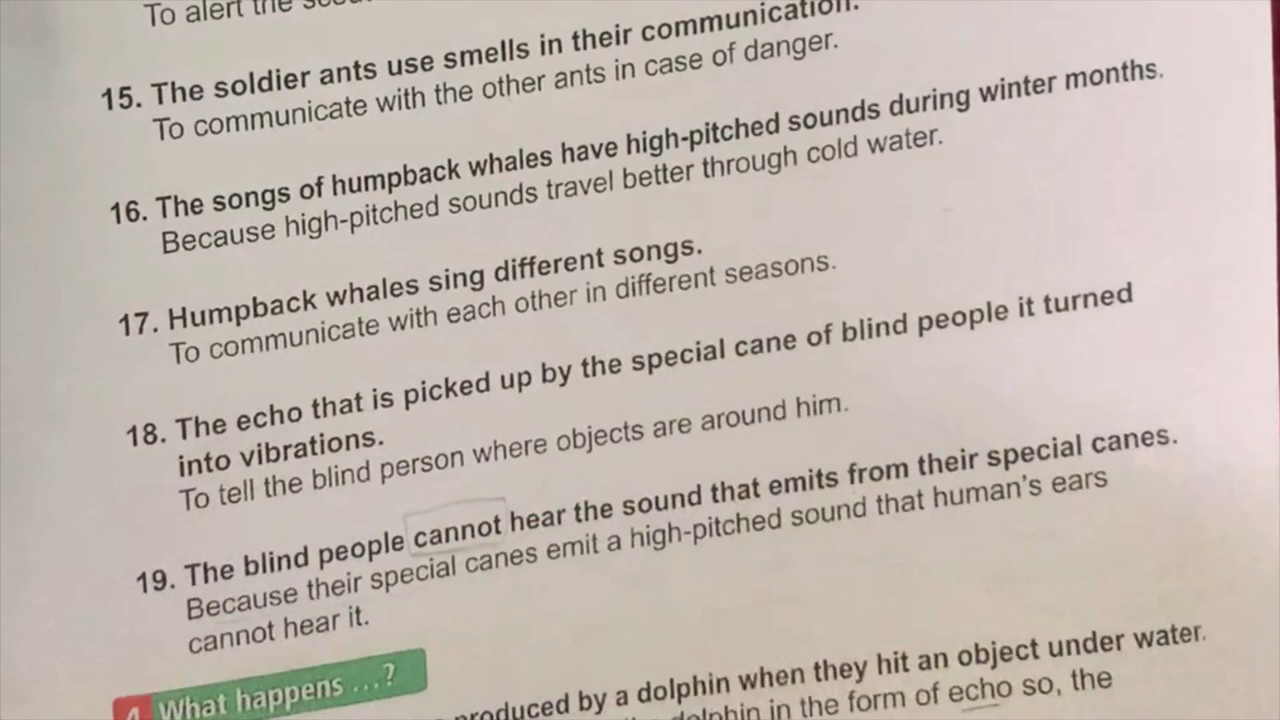 To alert the
15. The soldier ants use smells in their communication.
To communicate with the other ants in case of danger.
16. The songs of humpback whales have high-pitched sounds during winter months.
Because high-pitched sounds travel better through cold water.
17. Humpback whales sing different songs.
To communicate with each other in different seasons.
18. The echo that is picked up by the special cane of blind people it turned
into vibrations.
To tell the blind person where objects are around him.
19. The blind people cannot hear the sound that emits from their special canes.
Because their special canes emit a high-pitched sound that human's ears
cannot hear it.
4 What happens ...?
produced by a dolphin when they hit an object under water.
dolphin in the form of echo so, the